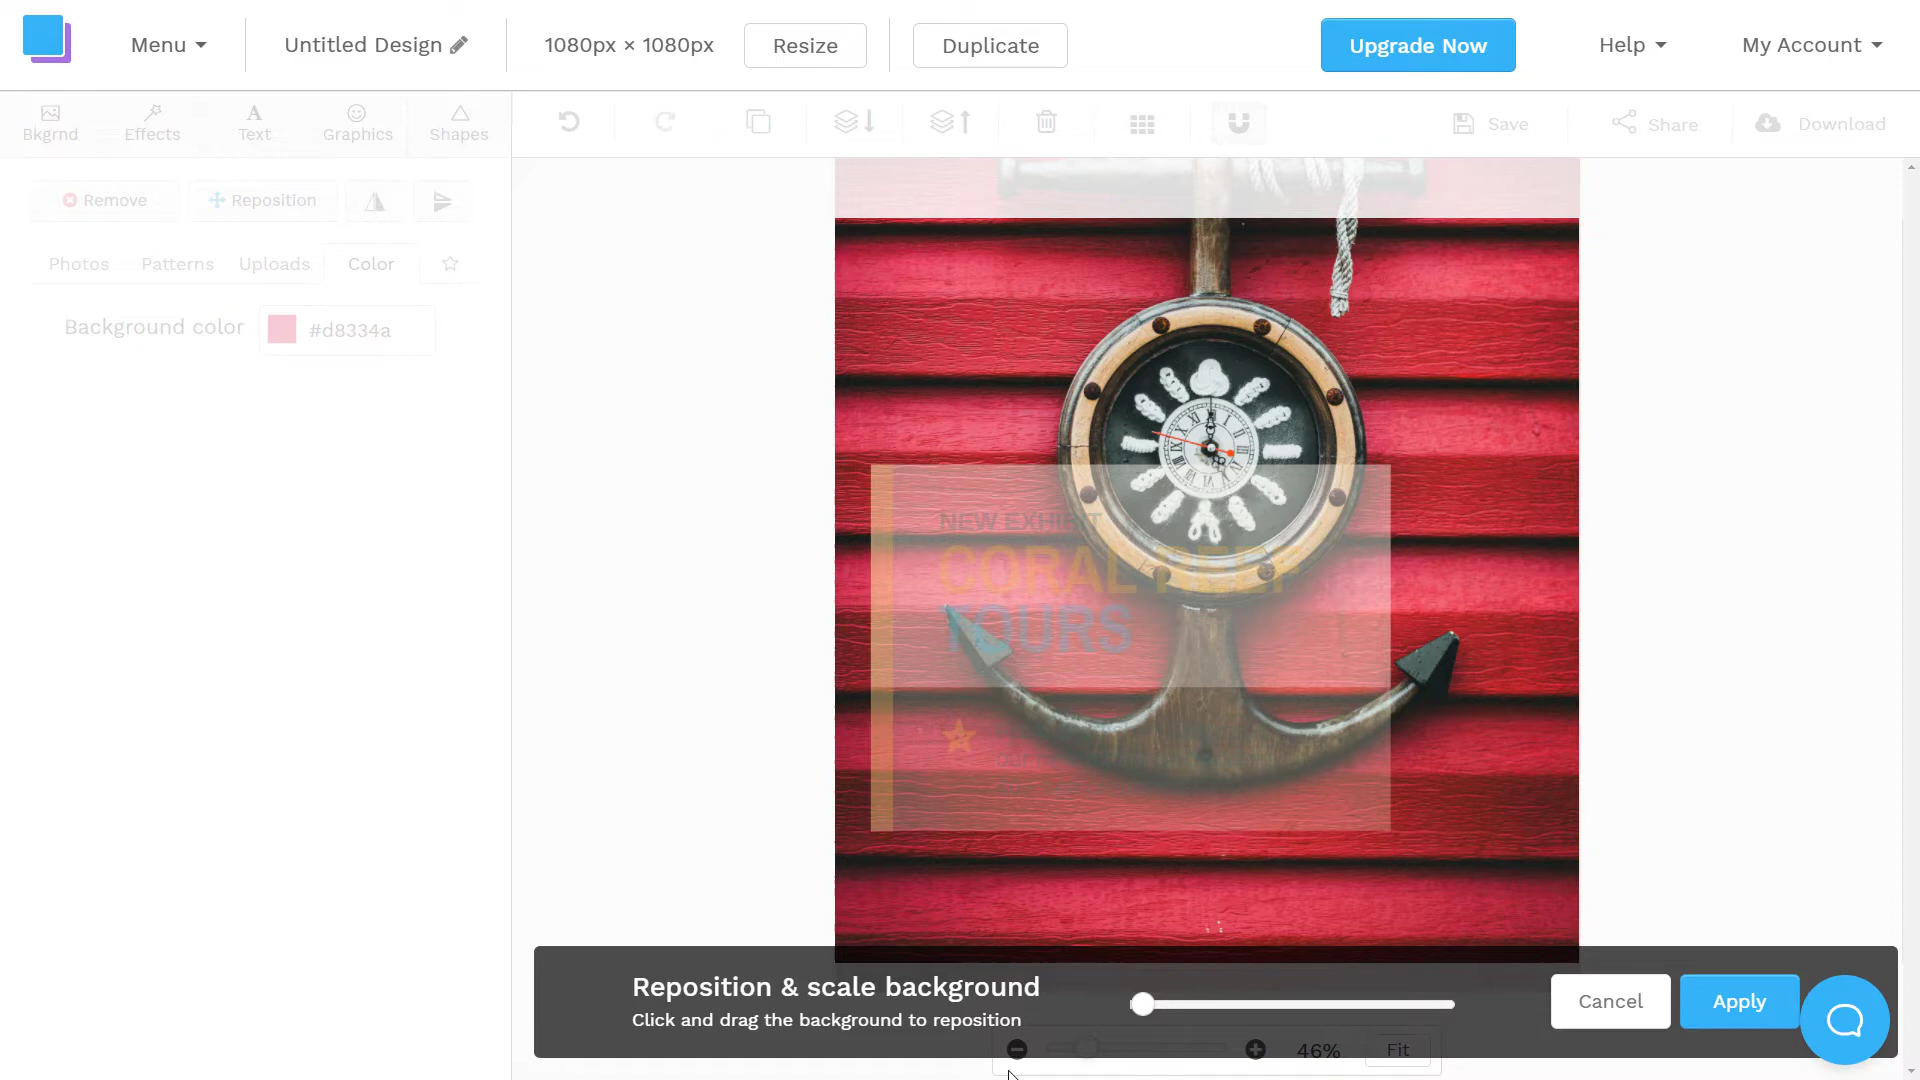 Menu
Untitled Design
1080px × 1080px
Resize
Duplicate
Upgrade Now
Help
My Account
Bkgrnd
Effects
Text
Graphics
Shapes
Save
Share
Download
Remove
Reposition
Photos
Patterns
Uploads
Color
Background color
#d8334a
NEW EXHIBIT
CORAL REEF
TOURS
Reposition & scale background
Click and drag the background to reposition
Cancel
Apply
46%
Fit